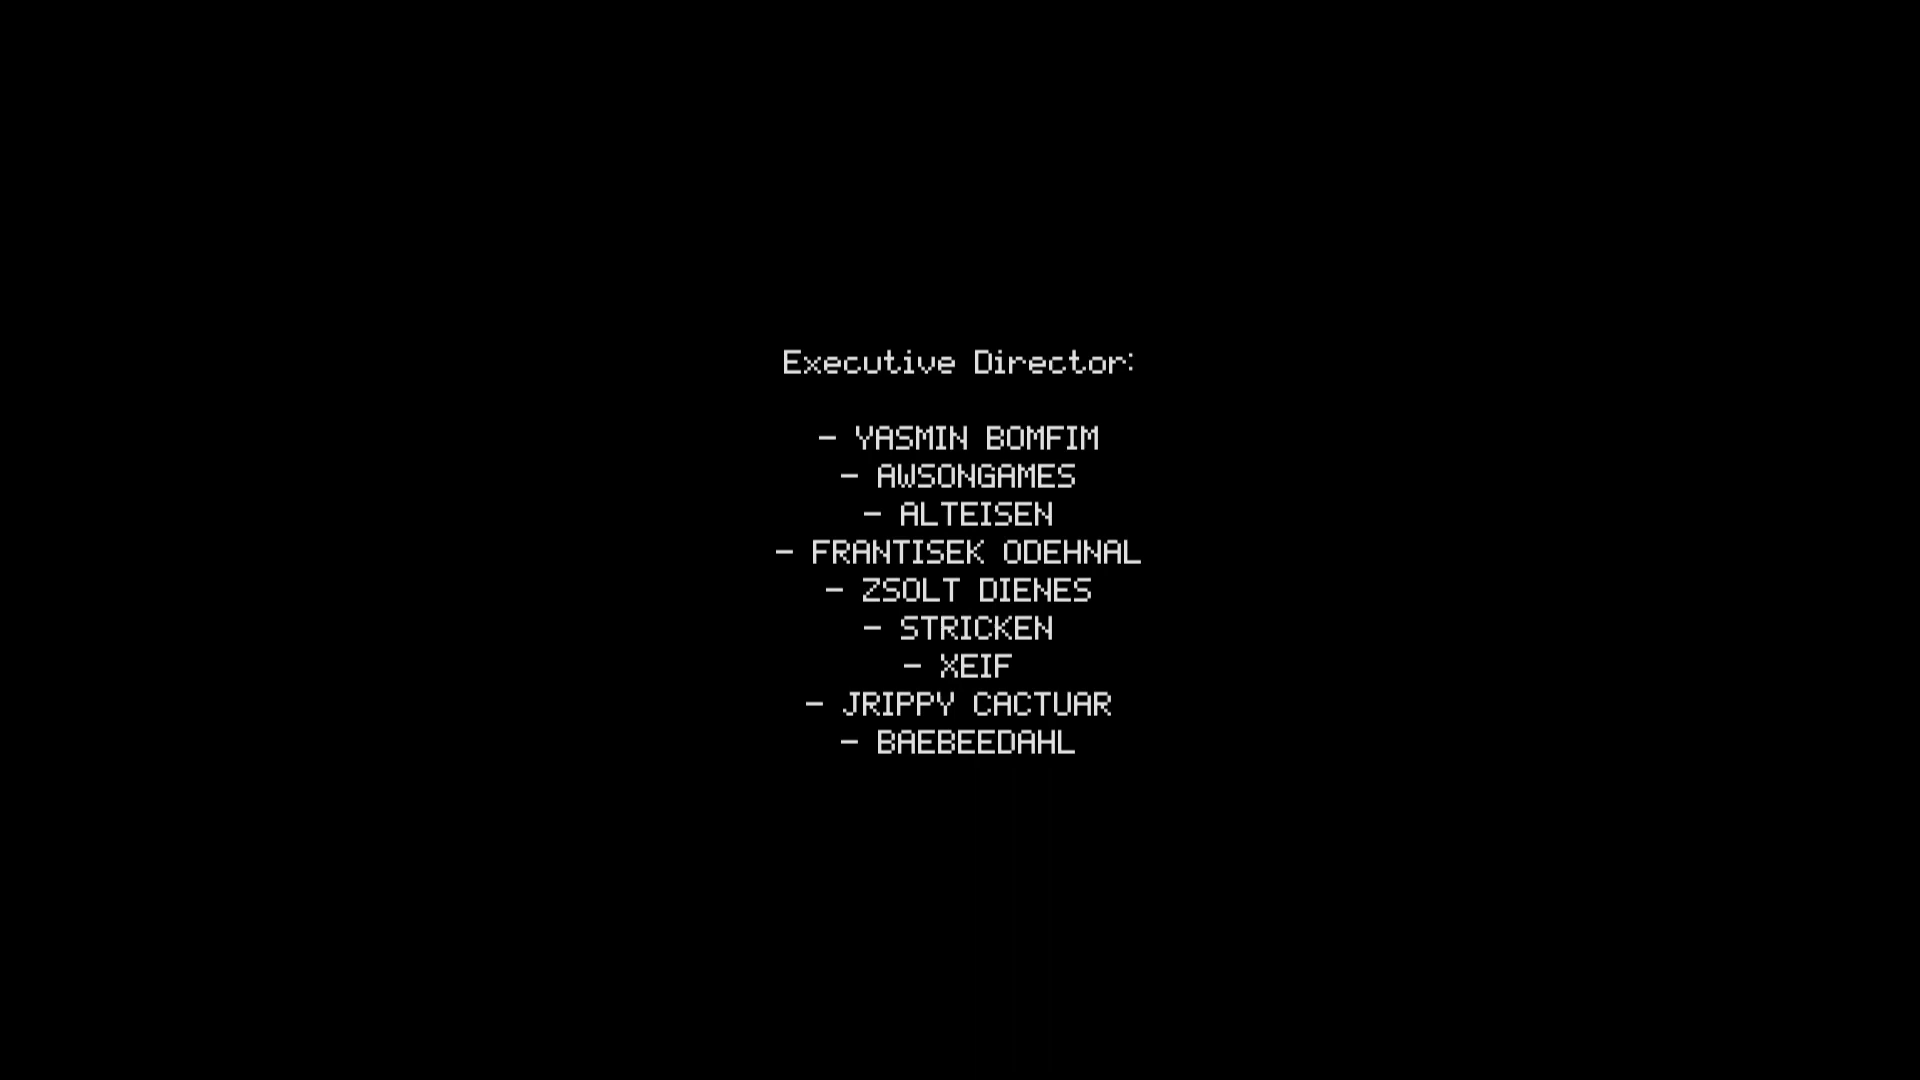 Executive Director:
- YASMIN BOMFIM
- AWSONGAMES
- ALTEISEN
- FRANTISEK ODEHNAL
- ZSOLT DIENES
- STRICKEN
- XEIF
- JRIPPY CACTUAR
- BAEBEEDAHL